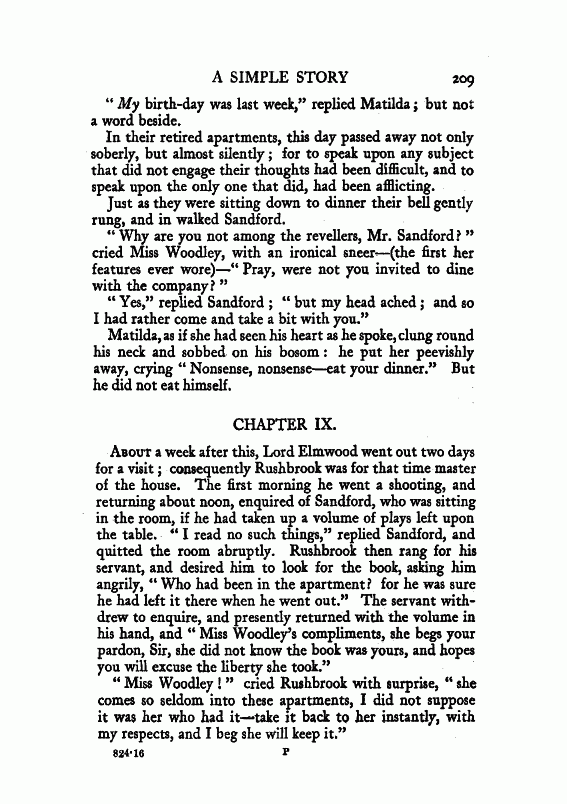 A SIMPLE STORY 209
“ My birth-day was last week,” replied Matilda ; but not
a word beside.
In their retired apartments, this day passed away not only
soberly, but almost silently ; for to speak upon any subject
that did not engage their thoughts had been difficult, and to
speak upon the only one that did, had been afflicting.
Just as they were sitting down to dinner their bell gently
rung, and in walked Sandford.
“ Why are you not among the revellers, Mr. Sandford ? ”
cried Miss Woodley, with an ironical sneer—(the first her
features ever wore)—“ Pray, were not you invited to dine
with the company ? ”
“ Yes,” replied Sandford ; “ but my head ached ; and so
I had rather come and take a bit with you.”
Matilda, as if she had seen his heart as he spoke, clung round
his neck and sobbed on his bosom : he put her peevishly
away, crying “ Nonsense, nonsense—eat your dinner.” But
he did not eat himself.
CHAPTER IX.
About a week after this, Lord Elmwood went out two days
for a visit ; consequently Rushbrook was for that time master
of the house. The first morning he went a shooting, and
returning about noon, enquired of Sandford, who was sitting
in the room, if he had taken up a volume of plays left upon
the table. “ I read no such things,” replied Sandford, and
quitted the room abruptly. Rushbrook then rang for his
servant, and desired him to look for the book, asking him
angrily, “ Who had been in the apartment ? for he was sure
he had left it there when he went out.” The servant with-
drew to enquire, and presently returned with the volume in
his hand, and “ Miss Woodley’s compliments, she begs your
pardon, Sir, she did not know the book was yours, and hopes
you will excuse the liberty she took.”
“ Miss Woodley ! ” cried Rushbrook with surprise, “ she
comes so seldom into these apartments, I did not suppose
it was her who had it—take it back to her instantly, with
my respects, and I beg she will keep it.”
824·16 P